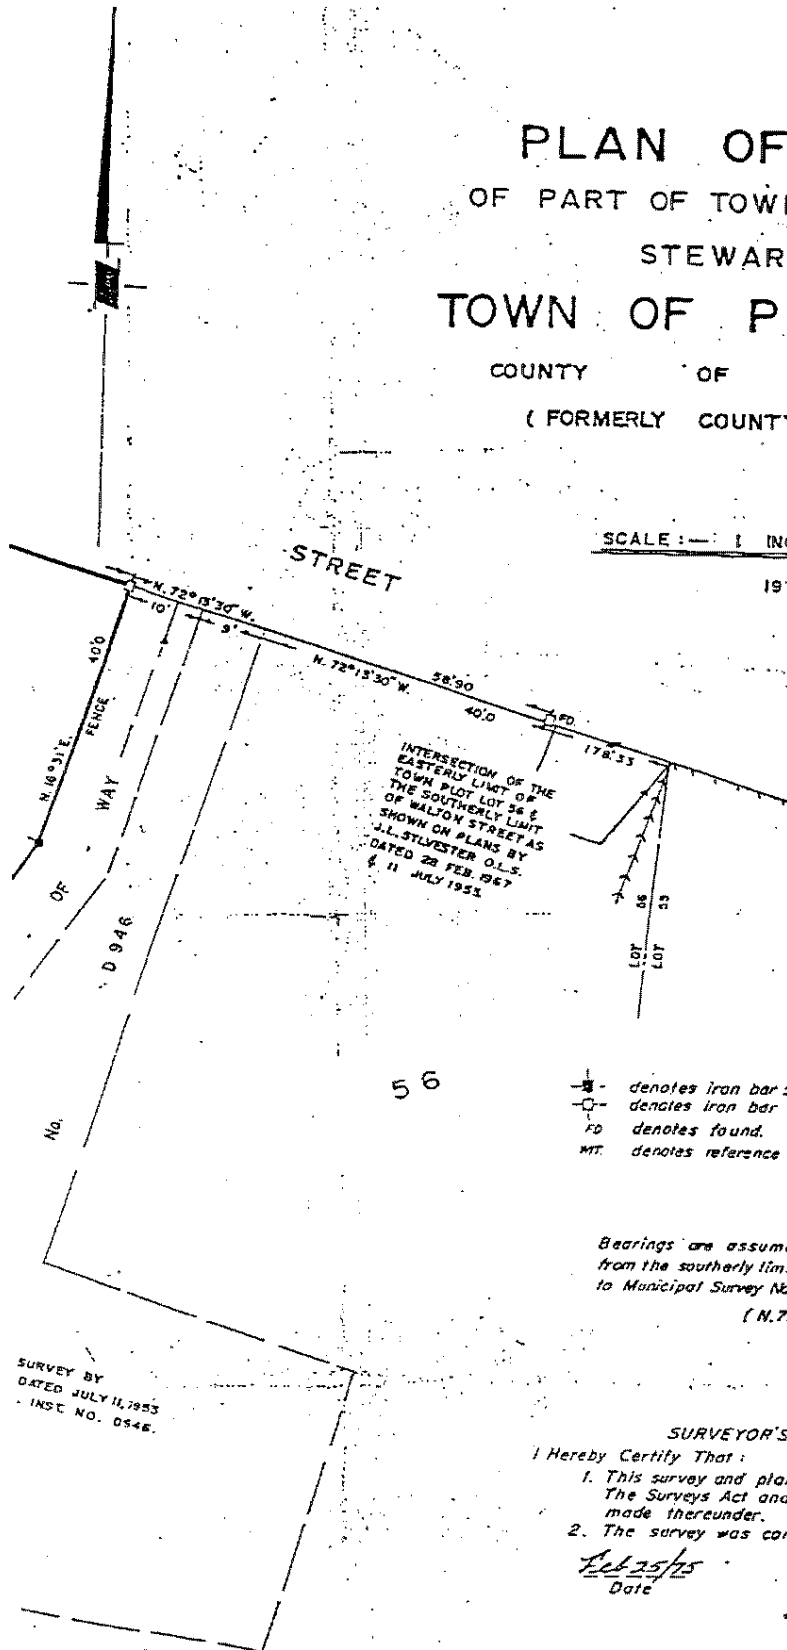 PLAN OF
OF PART OF TOW
STEWAR
TOWN OF P
COUNTY OF
( FORMERLY COUNTY
SCALE :— 1 IN
19
STREET
N. 72° 13' 30" W.
10'
9'
N. 72° 13' 30" W.
58.90
40.0
FD.
178.33
40.0
FENCE
N. 16° 31' E.
WAY
OF
D 946
No.
INTERSECTION OF THE
EASTERLY LIMIT OF
TOWN PLOT LOT 56 &
THE SOUTHERLY LIMIT
OF WALTON STREET AS
SHOWN ON PLANS BY
J.L. SYLVESTER O.L.S.
DATED 28 FEB. 1967
& 11 JULY 1953
LOT 56
LOT
56
denotes iron bar
denotes iron bar
FD denotes found.
MT. denotes reference
Bearings are assum
from the southerly lim
to Municipal Survey No
( N.7
SURVEY BY
DATED JULY 11, 1953
INST. NO. D946.
SURVEYOR'S
I Hereby Certify That :
1. This survey and pla
The Surveys Act and
made thereunder.
2. The survey was co
Feb 25/75
Date